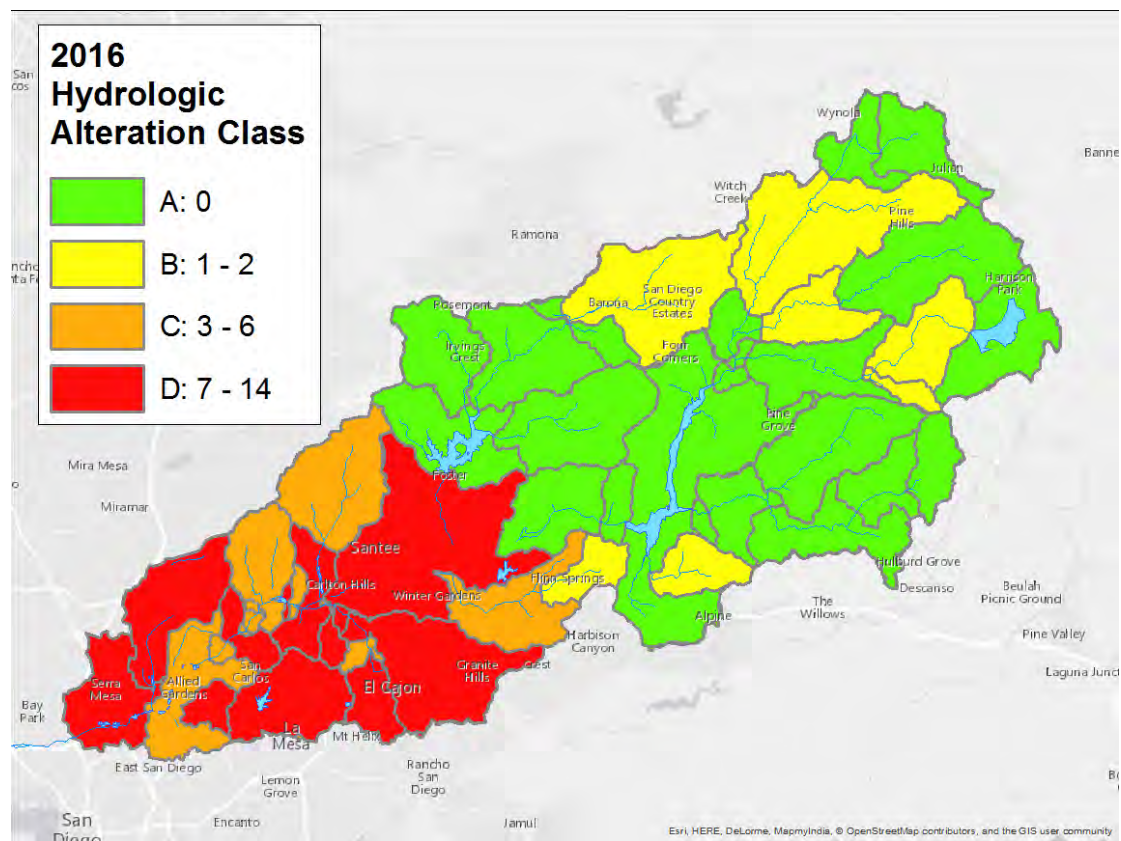 2016
Hydrologic
Alteration Class
A: 0
B: 1 - 2
C: 3 - 6
D: 7 - 14
San
cos
Wynola
Banne
Julian
Witch
Creek
Pine
Hills
Ramona
ncho
nta Fe
Harrison
Park
San Diego
Country
Estates
Barona
Rosemont
Irvings
Crest
Four
Corners
Pine
Grove
Mira Mesa
Foster
Miramar
Santee
Flinn Springs
Hulburd Grove
Carlton Hills
Winter Gardens
Descanso
Beulah
Picnic Ground
The
Willows
Alpine
Harbison
Canyon
Pine Valley
Granite
Hills
Crest
San
Carlos
Laguna Junct
Serra
Mesa
Allied
Gardens
El Cajon
Bay
Park
La
Mesa
Mt Helix
East San Diego
Rancho
San
Diego
Lemon
Grove
San
Diego
Encanto
Jamul
Esri, HERE, DeLorme, MapmyIndia, © OpenStreetMap contributors, and the GIS user community